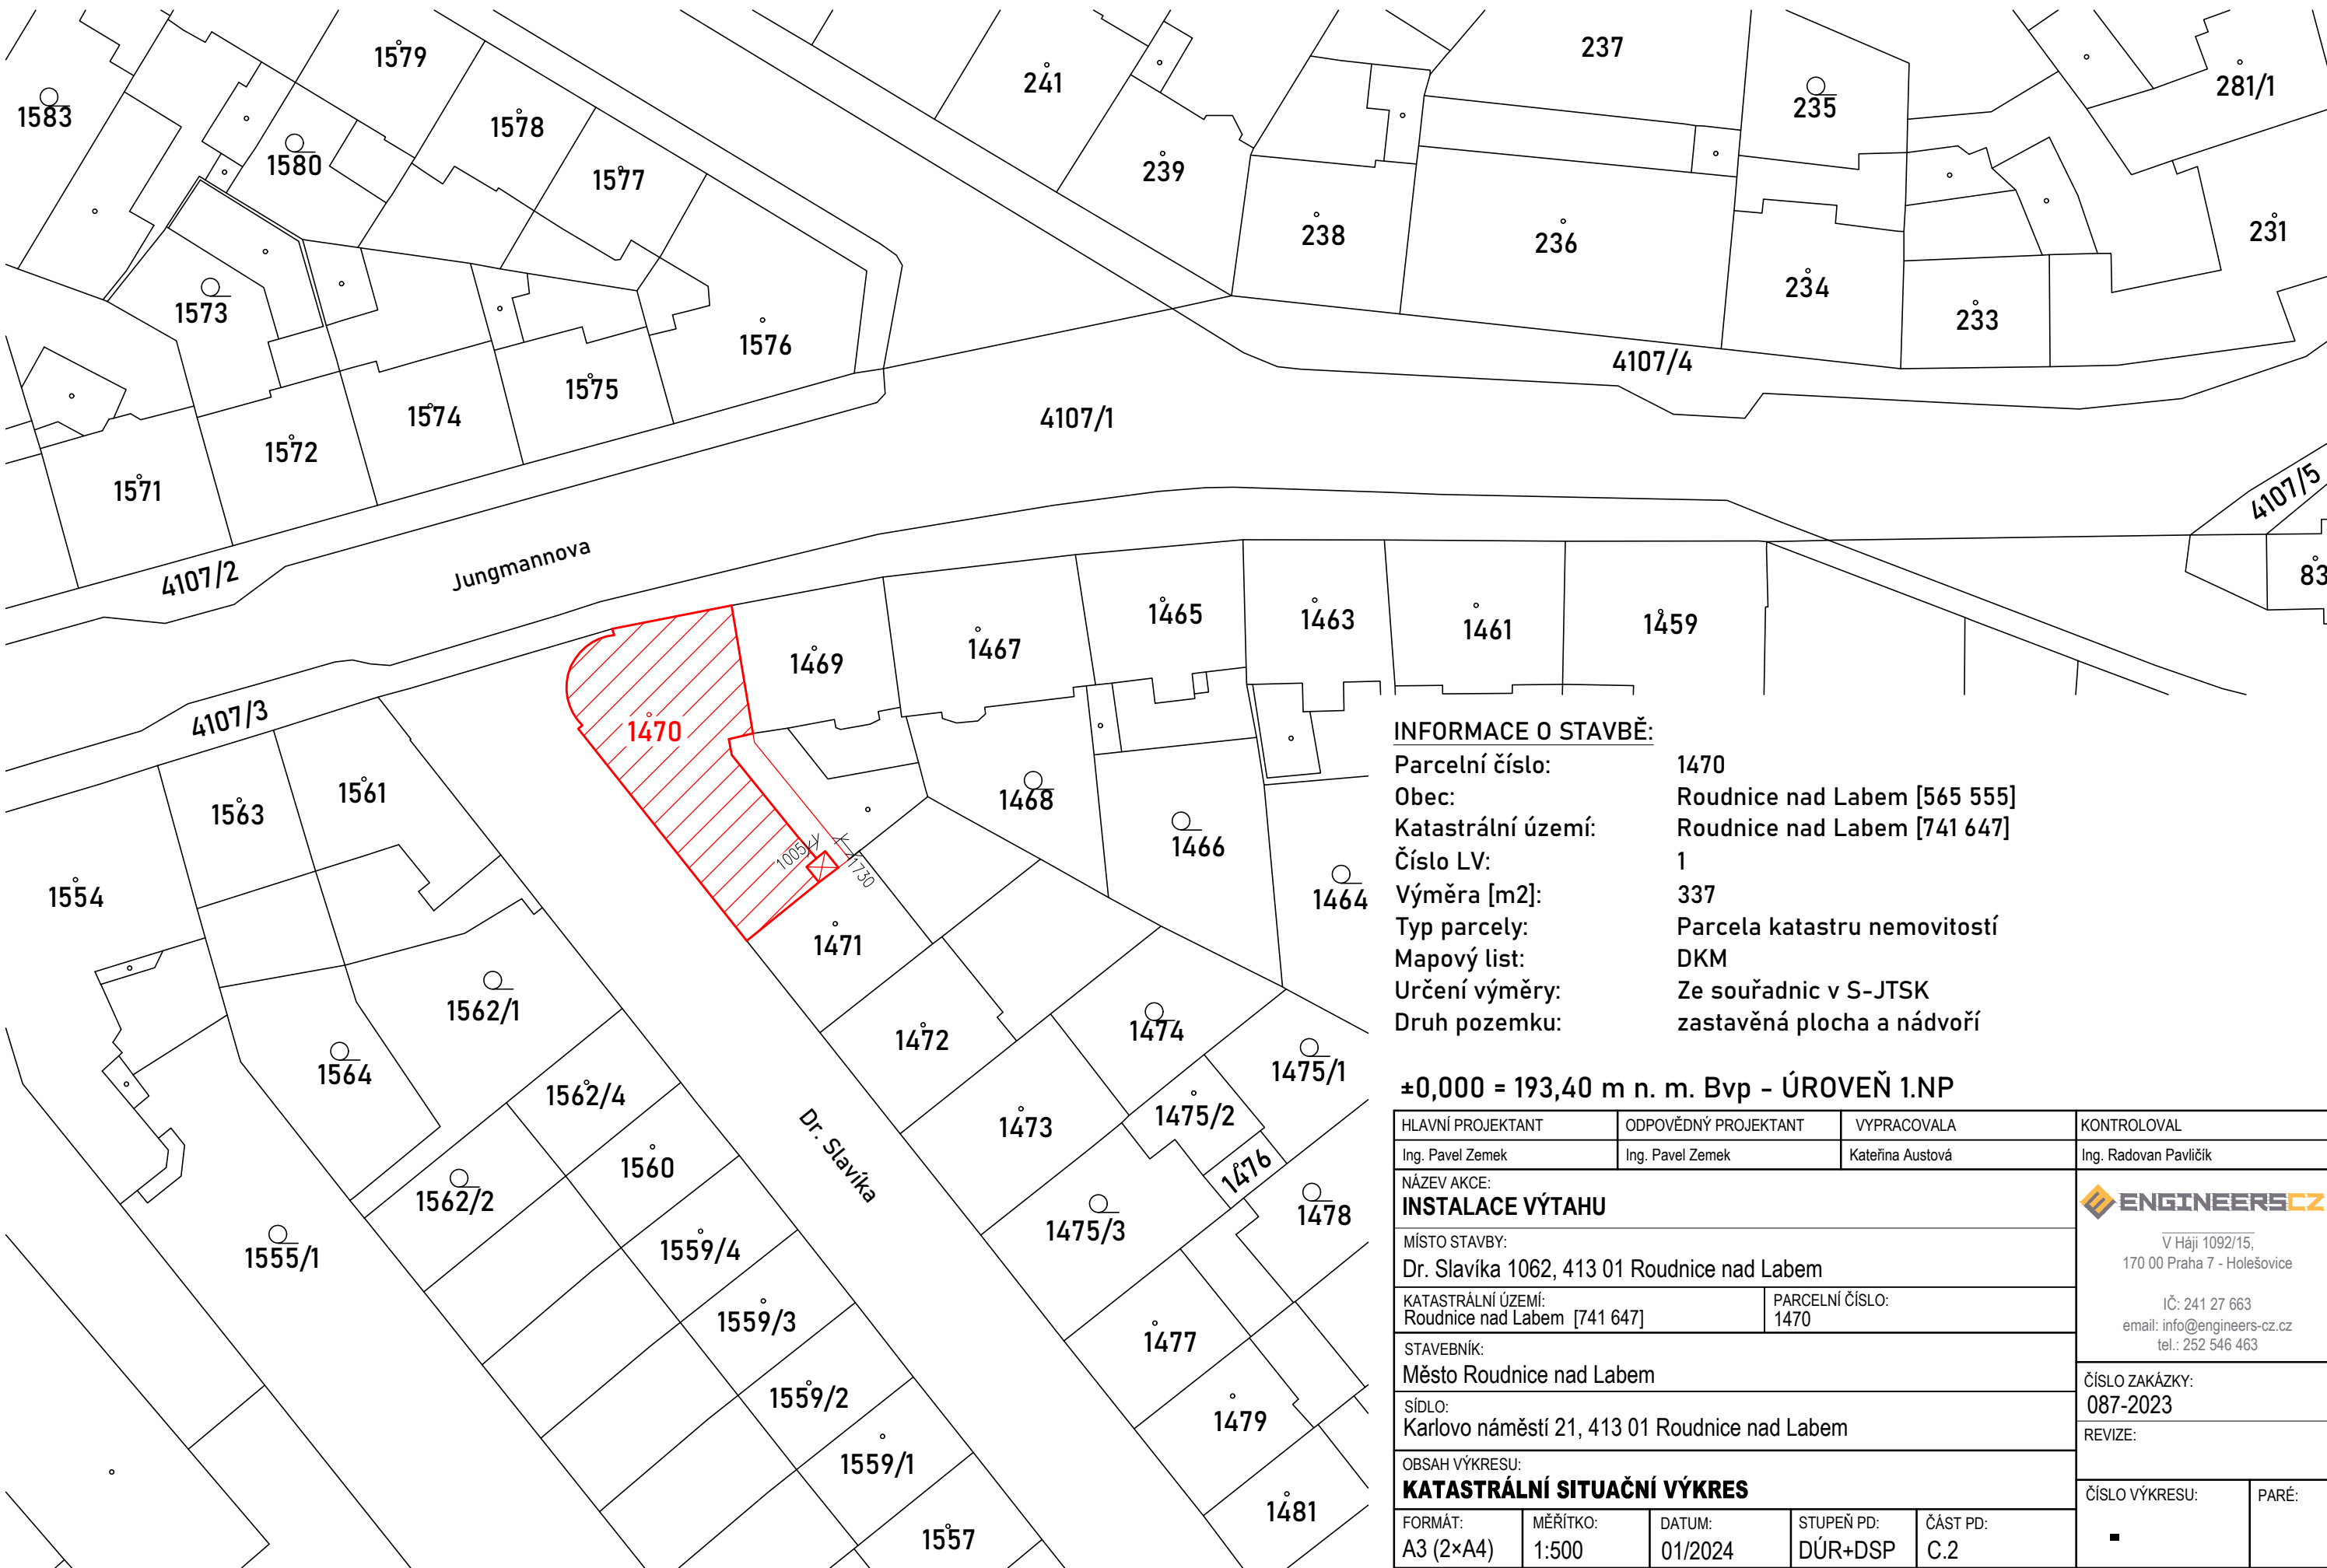 1579
241
237
235
281/1
1583
1578
1580
1577
239
238
236
231
1573
234
233
1576
4107/4
1575
1574
4107/1
1572
1571
4107/5
4107/2
Jungmannova
83
1465
1463
1461
1459
1467
1469
4107/3
1470
1561
1563
1468
1466
1464
1554
1005
1730
1471
1562/1
1472
1474
1475/1
1564
1562/4
1475/2
1473
Dr. Slavíka
1560
1476
1562/2
1475/3
1478
1555/1
1559/4
1559/3
1477
1559/2
1479
1559/1
1481
1557
INFORMACE O STAVBĚ:
Parcelní číslo: 1470
Obec: Roudnice nad Labem [565 555]
Katastrální území: Roudnice nad Labem [741 647]
Číslo LV: 1
Výměra [m2]: 337
Typ parcely: Parcela katastru nemovitostí
Mapový list: DKM
Určení výměry: Ze souřadnic v S-JTSK
Druh pozemku: zastavěná plocha a nádvoří
±0,000 = 193,40 m n. m. Bvp - ÚROVEŇ 1.NP
HLAVNÍ PROJEKTANT ODPOVĚDNÝ PROJEKTANT VYPRACOVALA KONTROLOVAL
Ing. Pavel Zemek Ing. Pavel Zemek Kateřina Austová Ing. Radovan Pavličík
NÁZEV AKCE:
INSTALACE VÝTAHU
ENGINEERSCZ
V Háji 1092/15,
170 00 Praha 7 - Holešovice
IČ: 241 27 663
email: info@engineers-cz.cz
tel.: 252 546 463
MÍSTO STAVBY:
Dr. Slavíka 1062, 413 01 Roudnice nad Labem
KATASTRÁLNÍ ÚZEMÍ: PARCELNÍ ČÍSLO:
Roudnice nad Labem [741 647] 1470
STAVEBNÍK:
Město Roudnice nad Labem
ČÍSLO ZAKÁZKY:
087-2023
SÍDLO:
Karlovo náměstí 21, 413 01 Roudnice nad Labem
REVIZE:
OBSAH VÝKRESU:
KATASTRÁLNÍ SITUAČNÍ VÝKRES
ČÍSLO VÝKRESU: PARÉ:
FORMÁT: MĚŘÍTKO: DATUM: STUPEŇ PD: ČÁST PD:
A3 (2×A4) 1:500 01/2024 DÚR+DSP C.2
-